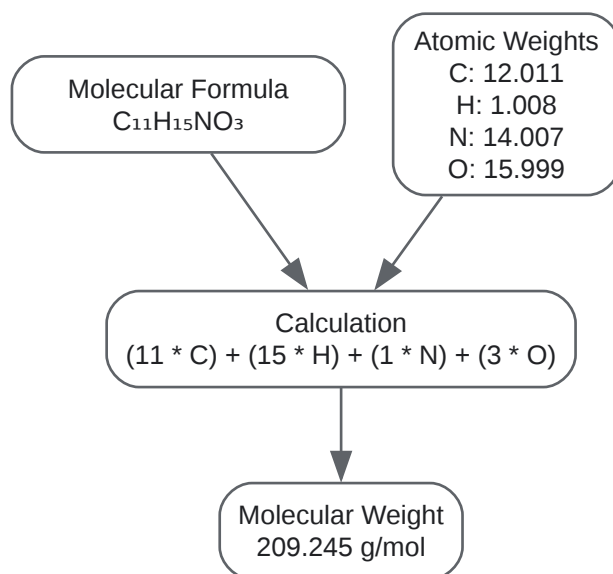 Molecular Formula
C₁₁H₁₅NO₃
Atomic Weights
C: 12.011
H: 1.008
N: 14.007
O: 15.999
Calculation
(11 * C) + (15 * H) + (1 * N) + (3 * O)
Molecular Weight
209.245 g/mol